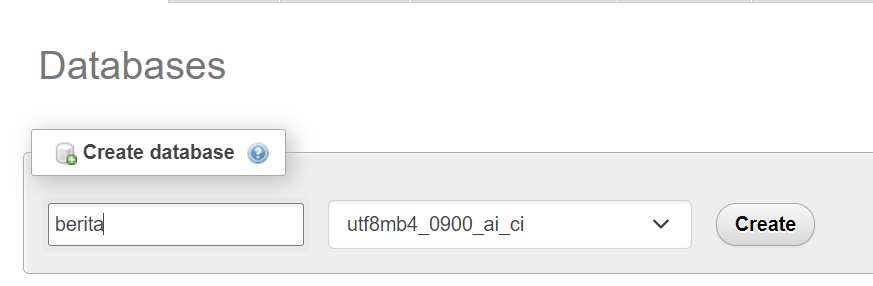 Databases
Create database
berita
utf8mb4_0900_ai_ci
Create